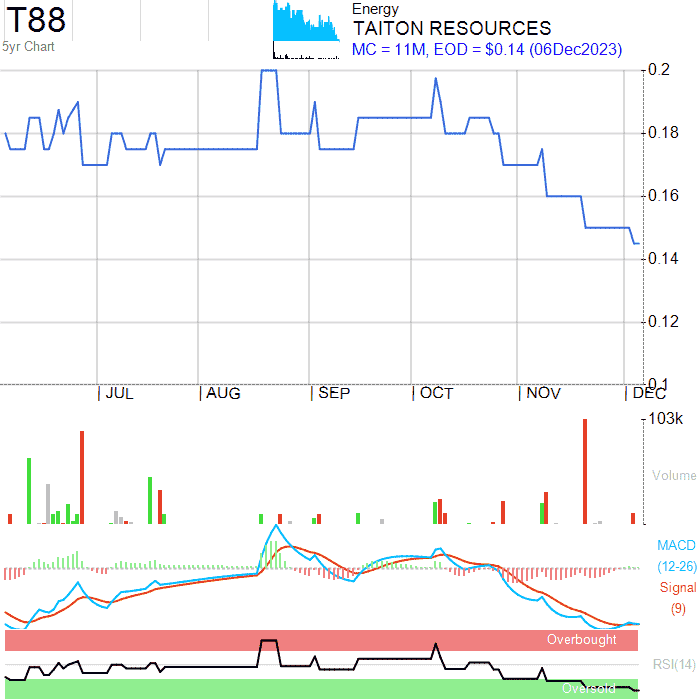 T88
5yr Chart
Energy
TAITON RESOURCES
MC = 11M, EOD = $0.14 (06Dec2023)
0.2
0.18
0.16
0.14
0.12
0.1
| JUL | AUG | SEP | OCT | NOV | DEC
103k
Volume
MACD
(12-26)
Signal
(9)
Overbought
RSI(14)
Oversold